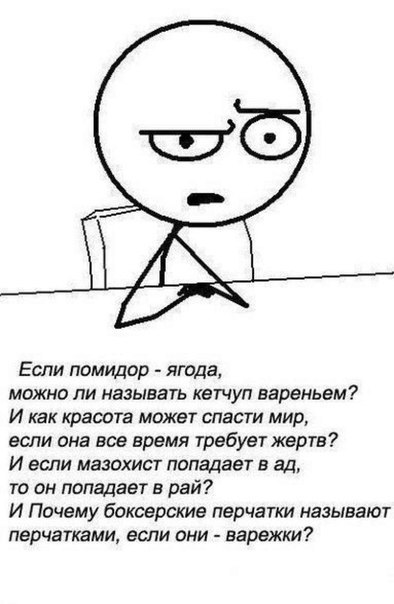 Если помидор - ягода,
можно ли называть кетчуп вареньем?
И как красота может спасти мир,
если она все время требует жертв?
И если мазохист попадает в ад,
то он попадает в рай?
И Почему боксерские перчатки называют
перчатками, если они - варежки?